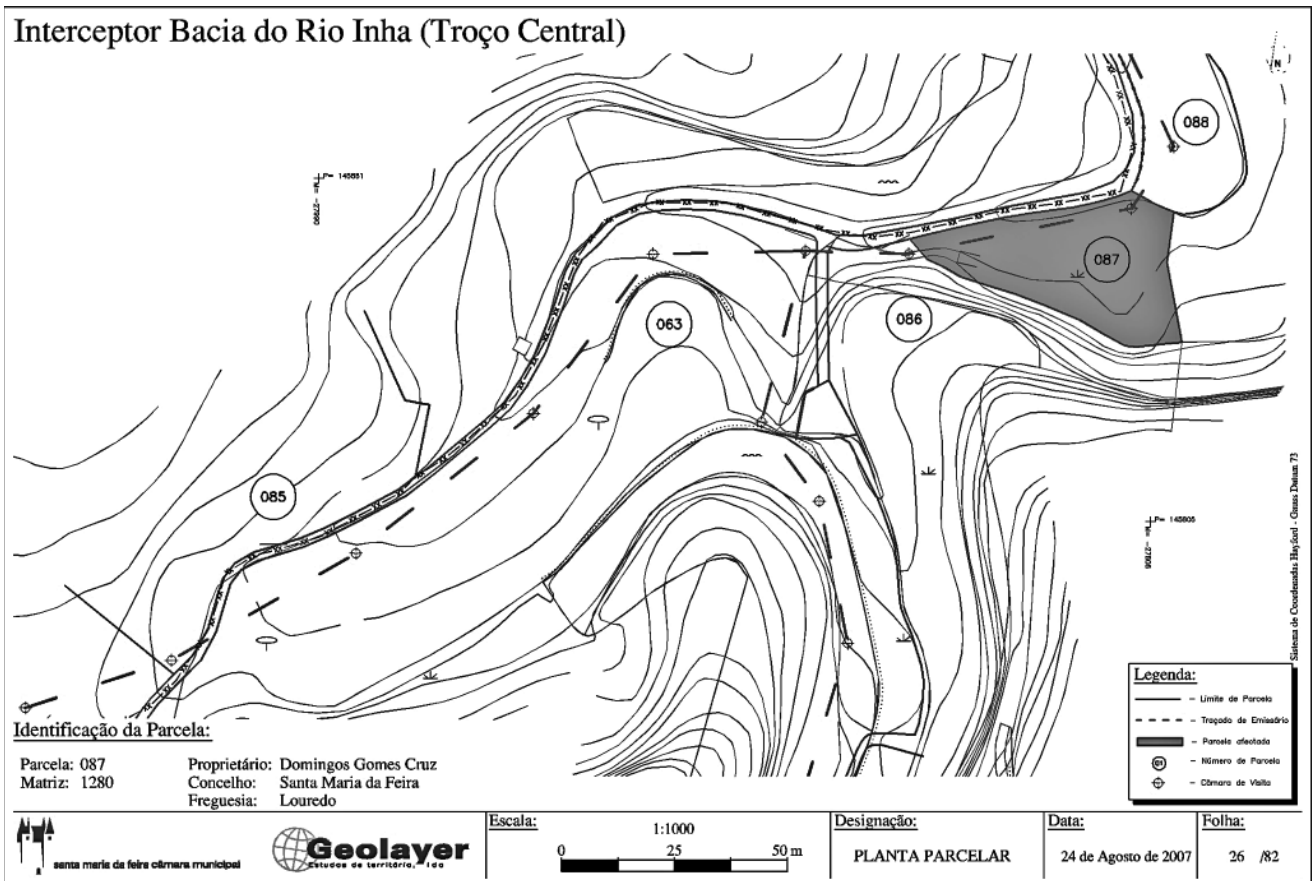 Interceptor Bacia do Rio Inha (Troço Central)
N
088
P= 145881
M= -27990
087
063
086
085
P= 145805
M= -27808
Sistema de Coordenadas Hayford - Gauss Datum 73
Legenda:
- Limite de Parcela
- Traçado de Emissário
- Parcela afectada
- Número de Parcela
- Câmara de Visita
Identificação da Parcela:
Parcela: 087
Matriz: 1280
Proprietário: Domingos Gomes Cruz
Concelho: Santa Maria da Feira
Freguesia: Louredo
santa maria da feira câmara municipal
Geolayer
Estudos de território, lda
Escala:
1:1000
0 25 50 m
Designação:
PLANTA PARCELAR
Data:
24 de Agosto de 2007
Folha:
26 /82